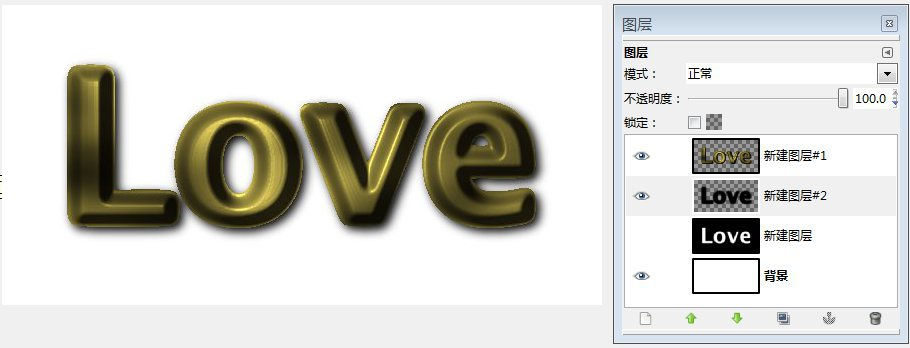 Love
图层
图层
模式：
正常
不透明度：
100.0
锁定：
Love
新建图层#1
Love
新建图层#2
Love
新建图层
背景